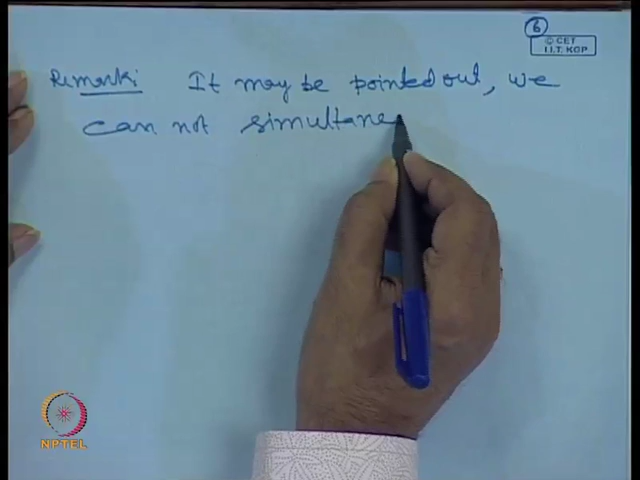 6
© CET
I.I.T. KGP
Remark: It may be pointed out, we
can not simultane
NPTEL